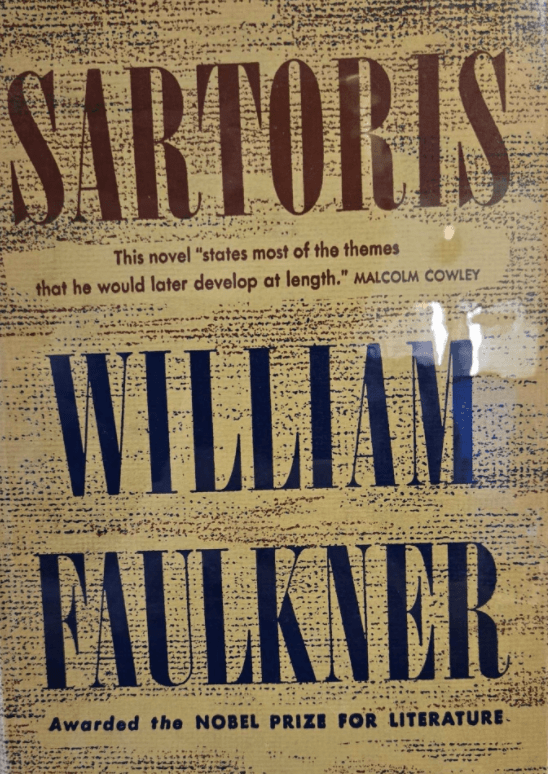 SARTORIS
This novel “states most of the themes
that he would later develop at length.” MALCOLM COWLEY
WILLIAM
FAULKNER
Awarded the NOBEL PRIZE FOR LITERATURE